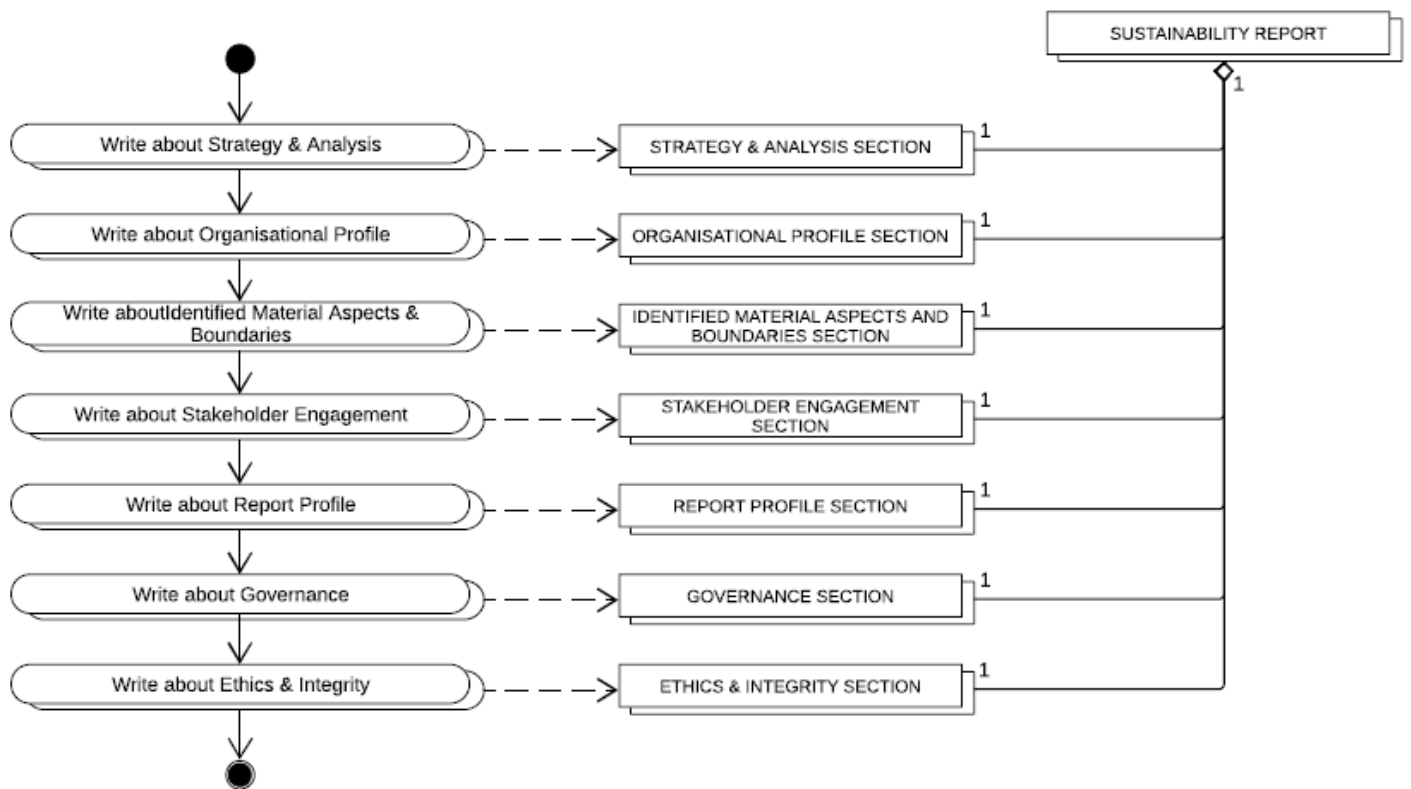 SUSTAINABILITY REPORT
1
Write about Strategy & Analysis
STRATEGY & ANALYSIS SECTION
1
Write about Organisational Profile
ORGANISATIONAL PROFILE SECTION
1
Write aboutIdentified Material Aspects &
Boundaries
IDENTIFIED MATERIAL ASPECTS AND
BOUNDARIES SECTION
1
Write about Stakeholder Engagement
STAKEHOLDER ENGAGEMENT
SECTION
1
Write about Report Profile
REPORT PROFILE SECTION
1
Write about Governance
GOVERNANCE SECTION
1
Write about Ethics & Integrity
ETHICS & INTEGRITY SECTION
1